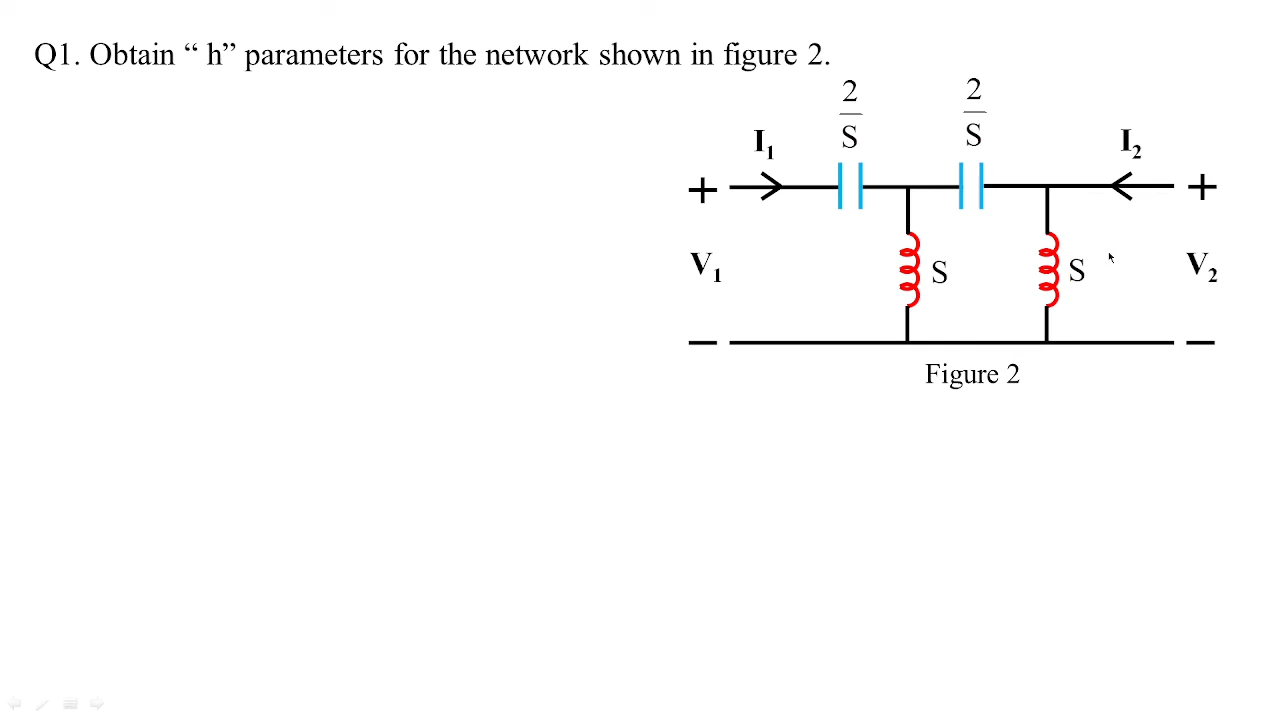 Q1. Obtain “ h” parameters for the network shown in figure 2.
2
S
2
S
I1
I2
+
+
V1
S
S
V2
−
−
Figure 2